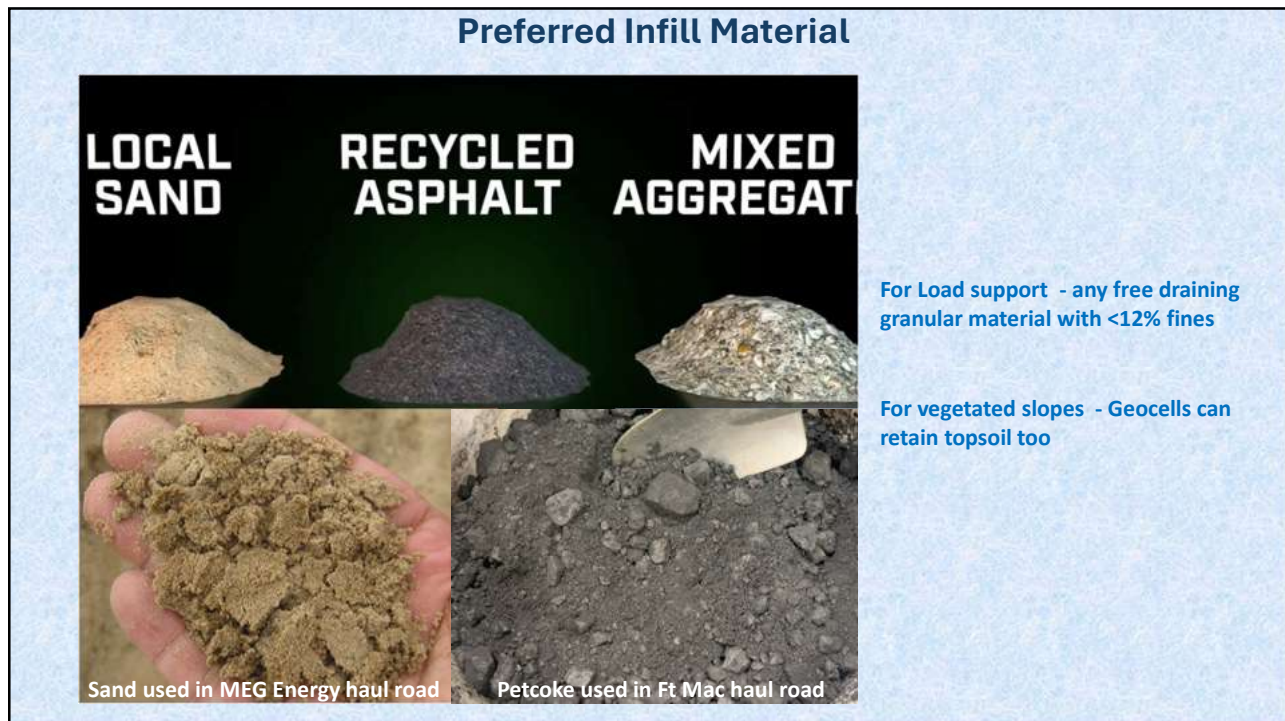 Preferred Infill Material
LOCAL
SAND
RECYCLED
ASPHALT
MIXED
AGGREGAT
For Load support - any free draining
granular material with <12% fines
For vegetated slopes - Geocells can
retain topsoil too
Sand used in MEG Energy haul road
Petcoke used in Ft Mac haul road